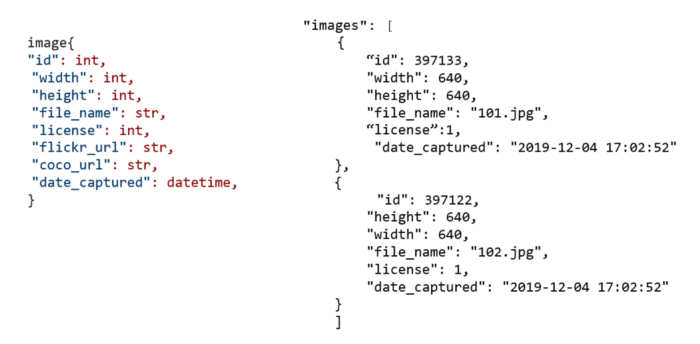 image{
"id": int,
"width": int,
"height": int,
"file_name": str,
"license": int,
"flickr_url": str,
"coco_url": str,
"date_captured": datetime,
}
"images": [
{
“id": 397133,
"width": 640,
"height": 640,
"file_name": "101.jpg",
“license”:1,
"date_captured": "2019-12-04 17:02:52"
},
{
"id": 397122,
"height": 640,
"width": 640,
"file_name": "102.jpg",
"license": 1,
"date_captured": "2019-12-04 17:02:52"
}
]